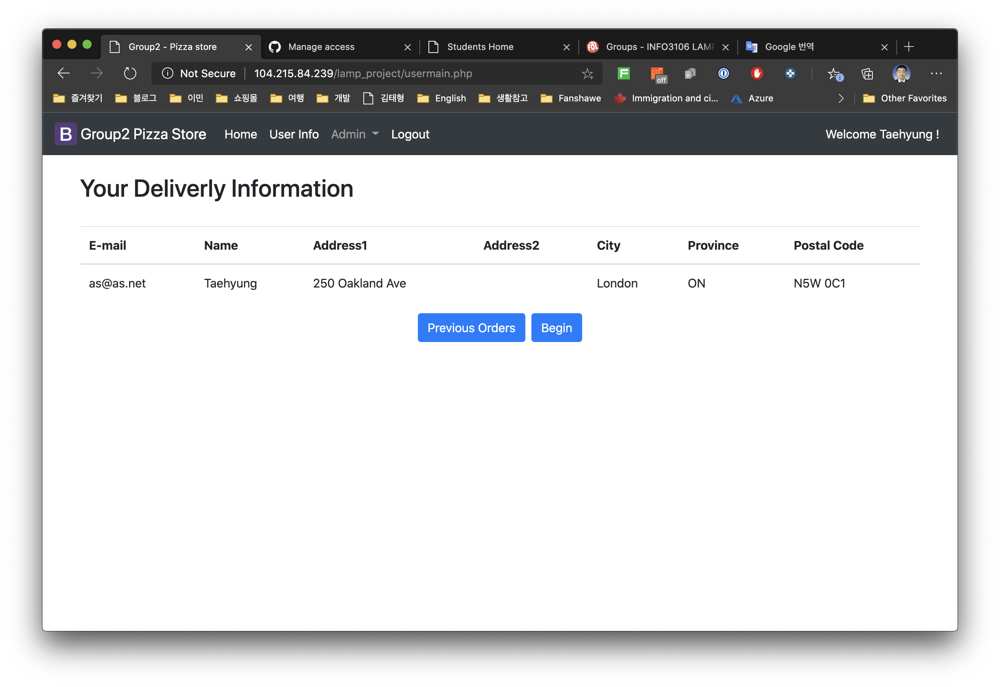 Group2 - Pizza store
Manage access
Students Home
Groups - INFO3106 LAMP
Google 번역
Not Secure 104.215.84.239/lamp_project/usermain.php
off
즐겨찾기 블로그 이민 쇼핑몰 여행 개발 김태형 English 생활참고 Fanshawe Immigration and ci... Azure Other Favorites
B Group2 Pizza Store Home User Info Admin Logout Welcome Taehyung !
Your Deliverly Information
E-mail Name Address1 Address2 City Province Postal Code
as@as.net Taehyung 250 Oakland Ave London ON N5W 0C1
Previous Orders Begin